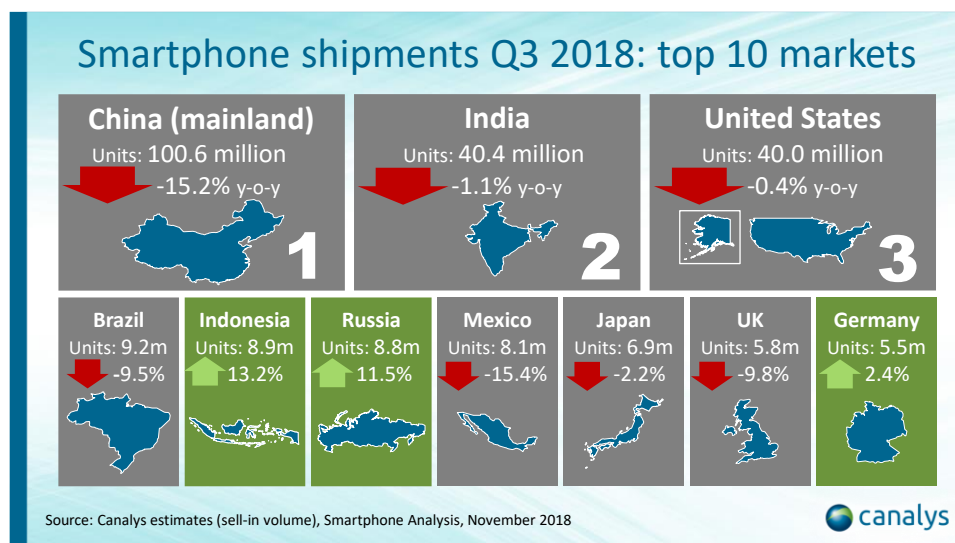 Smartphone shipments Q3 2018: top 10 markets
China (mainland)
Units: 100.6 million
-15.2% y-o-y
1
India
Units: 40.4 million
-1.1% y-o-y
2
United States
Units: 40.0 million
-0.4% y-o-y
3
Brazil
Units: 9.2m
-9.5%
Indonesia
Units: 8.9m
13.2%
Russia
Units: 8.8m
11.5%
Mexico
Units: 8.1m
-15.4%
Japan
Units: 6.9m
-2.2%
UK
Units: 5.8m
-9.8%
Germany
Units: 5.5m
2.4%
Source: Canalys estimates (sell-in volume), Smartphone Analysis, November 2018
canalys